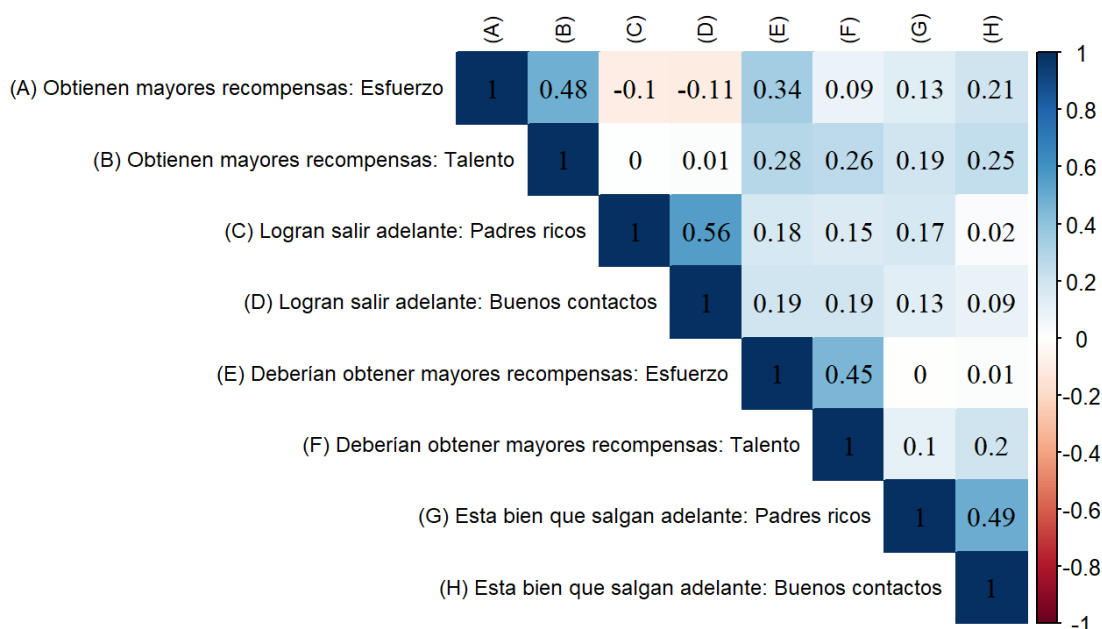 (A) (B) (C) (D) (E) (F) (G) (H)
(A) Obtienen mayores recompensas: Esfuerzo 1 0.48 -0.1 -0.11 0.34 0.09 0.13 0.21
(B) Obtienen mayores recompensas: Talento 1 0 0.01 0.28 0.26 0.19 0.25
(C) Logran salir adelante: Padres ricos 1 0.56 0.18 0.15 0.17 0.02
(D) Logran salir adelante: Buenos contactos 1 0.19 0.19 0.13 0.09
(E) Deberían obtener mayores recompensas: Esfuerzo 1 0.45 0 0.01
(F) Deberían obtener mayores recompensas: Talento 1 0.1 0.2
(G) Esta bien que salgan adelante: Padres ricos 1 0.49
(H) Esta bien que salgan adelante: Buenos contactos 1
1
0.8
0.6
0.4
0.2
0
-0.2
-0.4
-0.6
-0.8
-1